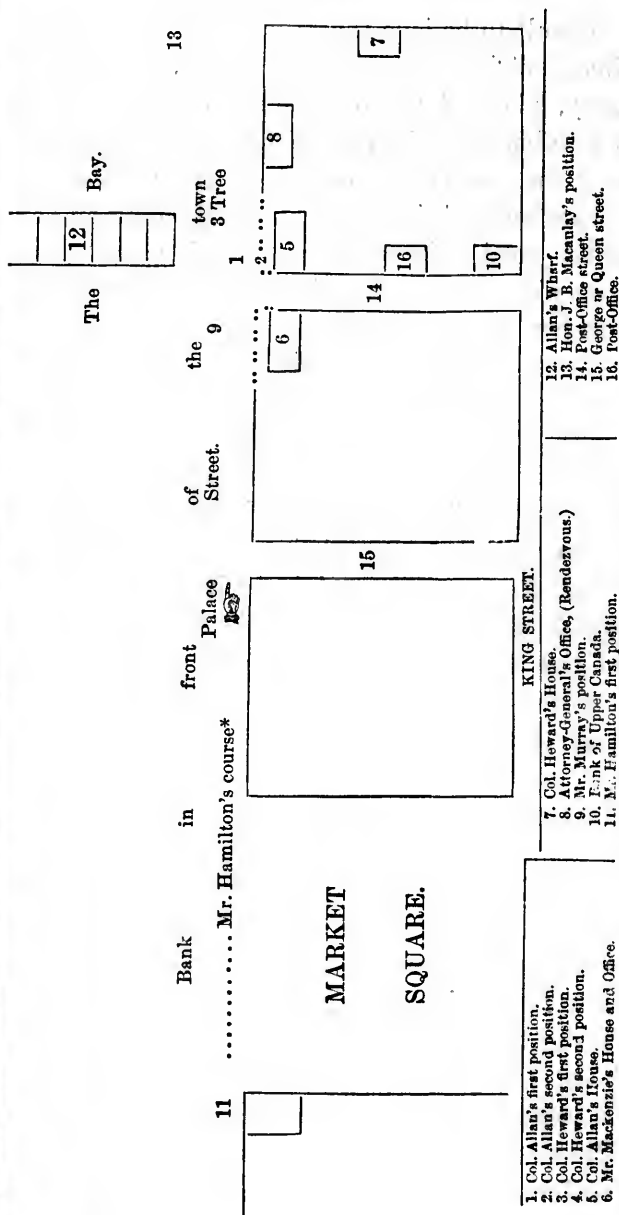 The 12 Bay.
13
Bank in front of the town
Mr. Hamilton's course* Palace Street. 3 Tree
11
9
1
2
6
5
8
7
MARKET
SQUARE.
15
14
16
10
KING STREET.
1. Col. Allan's first position.
2. Col. Allan's second position.
3. Col. Heward's first position.
4. Col. Heward's second position.
5. Col. Allan's House.
6. Mr. Mackenzie's House and Office.
7. Col. Heward's House.
8. Attorney-General's Office, (Rendezvous.)
9. Mr. Murray's position.
10. Bank of Upper Canada.
11. Mr. Hamilton's first position.
12. Allan's Wharf.
13. Hon. J. B. Macaulay's position.
14. Post-Office street.
15. George or Queen street.
16. Post-Office.